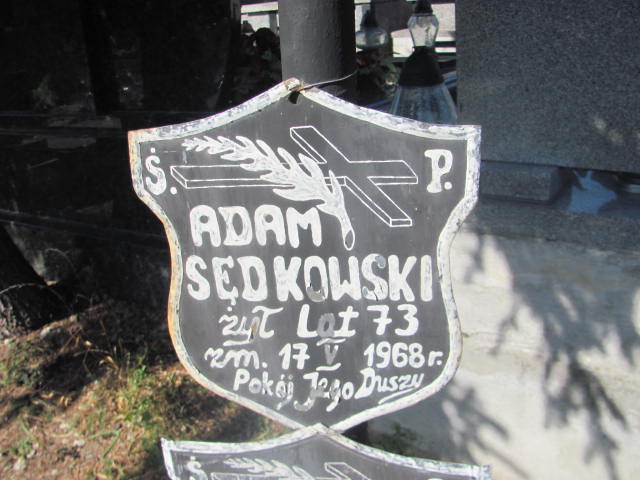 Ś. P.
ADAM
SĘDKOWSKI
żył Lat 73
zm. 17 V 1968 r.
Pokój Jego Duszy
Ś